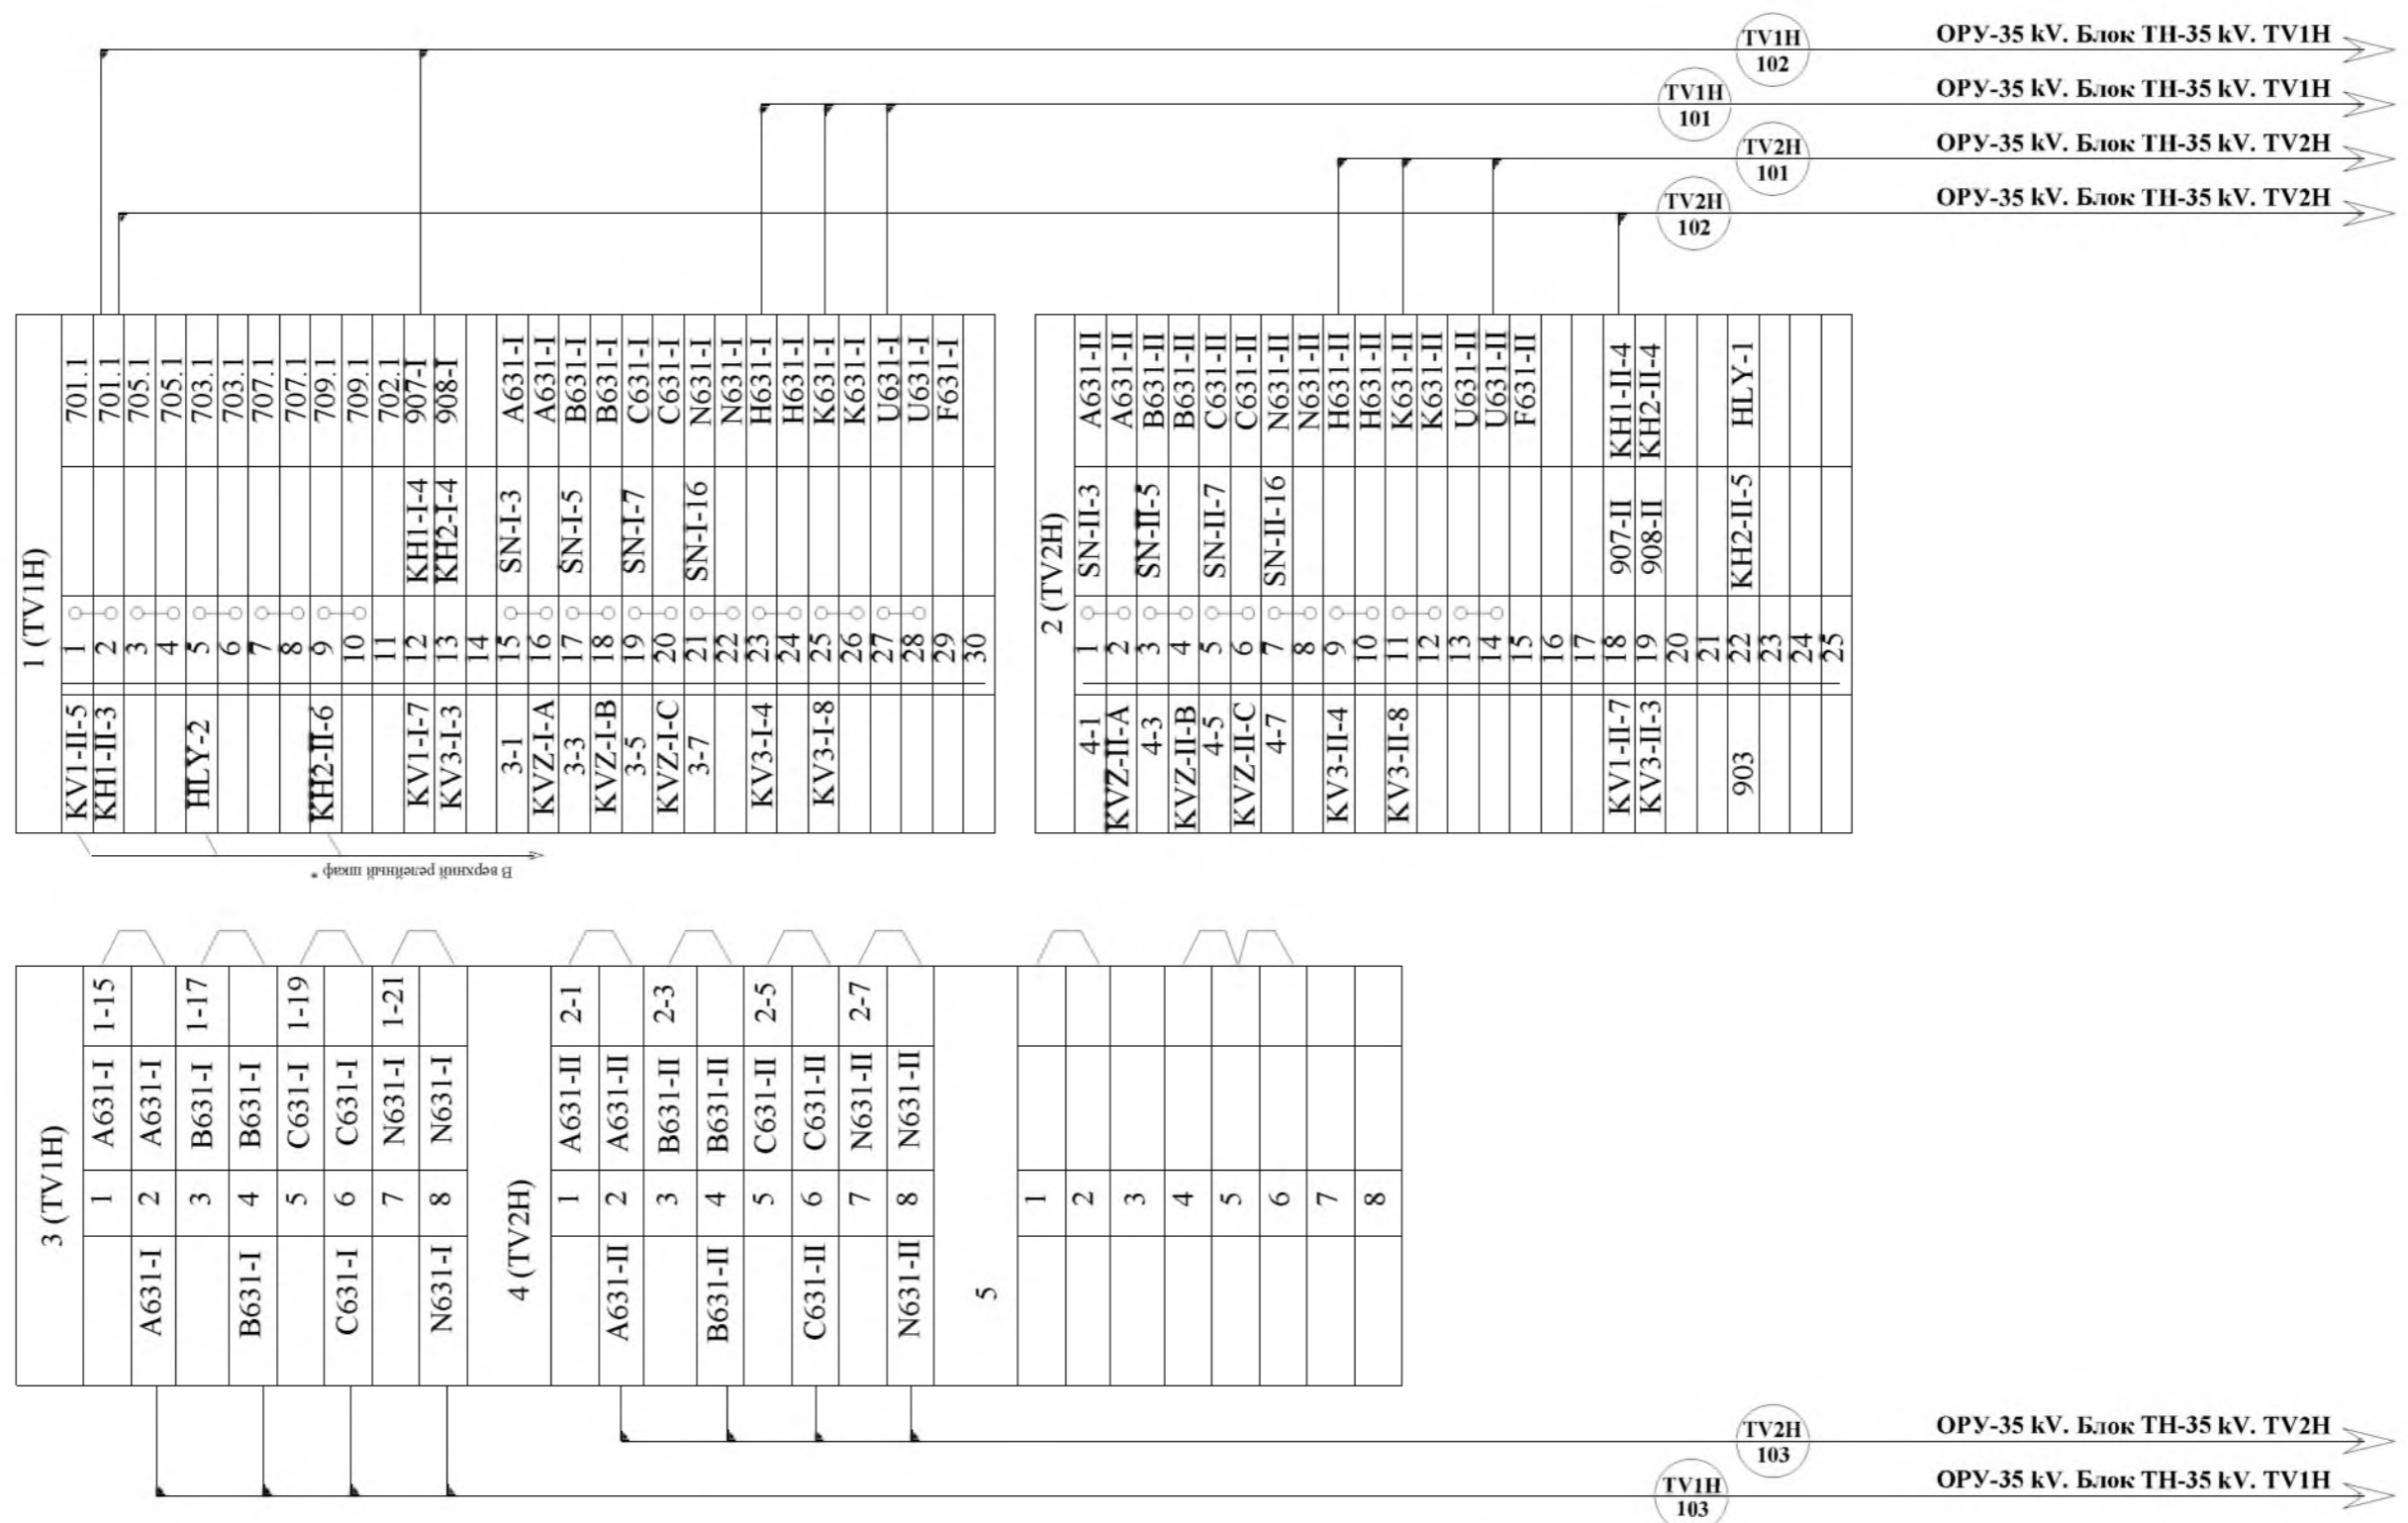 TV1H
102
ОРУ-35 kV. Блок ТН-35 kV. TV1H
TV1H
101
ОРУ-35 kV. Блок ТН-35 kV. TV1H
TV2H
101
ОРУ-35 kV. Блок ТН-35 kV. TV2H
TV2H
102
ОРУ-35 kV. Блок ТН-35 kV. TV2H
1 (TV1H)
KV1-II-5 1 701.1
KH1-II-3 2 701.1
3 705.1
4 705.1
HLY-2 5 703.1
6 703.1
7 707.1
8 707.1
KH2-II-6 9 709.1
10 709.1
11 702.1
KV1-I-7 12 KH1-I-4 907-I
KV3-I-3 13 KH2-I-4 908-I
14
3-1 15 SN-I-3 A631-I
KVZ-I-A 16 A631-I
3-3 17 SN-I-5 B631-I
KVZ-I-B 18 B631-I
3-5 19 SN-I-7 C631-I
KVZ-I-C 20 C631-I
3-7 21 SN-I-16 N631-I
22 N631-I
KV3-I-4 23 H631-I
24 H631-I
KV3-I-8 25 K631-I
26 K631-I
27 U631-I
28 U631-I
29 F631-I
30
В верхний релейный шкаф *
2 (TV2H)
4-1 1 SN-II-3 A631-II
KVZ-II-A 2 A631-II
4-3 3 SN-II-5 B631-II
KVZ-II-B 4 B631-II
4-5 5 SN-II-7 C631-II
KVZ-II-C 6 C631-II
4-7 7 SN-II-16 N631-II
8 N631-II
KV3-II-4 9 H631-II
10 H631-II
KV3-II-8 11 K631-II
12 K631-II
13 U631-II
14 U631-II
15 F631-II
16
17
KV1-II-7 18 907-II KH1-II-4
KV3-II-3 19 908-II KH2-II-4
20
21
903 22 KH2-II-5 HLY-1
23
24
25
3 (TV1H)
1 A631-I 1-15
A631-I 2 A631-I
3 B631-I 1-17
B631-I 4 B631-I
5 C631-I 1-19
C631-I 6 C631-I
7 N631-I 1-21
N631-I 8 N631-I
4 (TV2H)
1 A631-II 2-1
A631-II 2 A631-II
3 B631-II 2-3
B631-II 4 B631-II
5 C631-II 2-5
C631-II 6 C631-II
7 N631-II 2-7
N631-II 8 N631-II
5
1
2
3
4
5
6
7
8
TV2H
103
ОРУ-35 kV. Блок ТН-35 kV. TV2H
TV1H
103
ОРУ-35 kV. Блок ТН-35 kV. TV1H